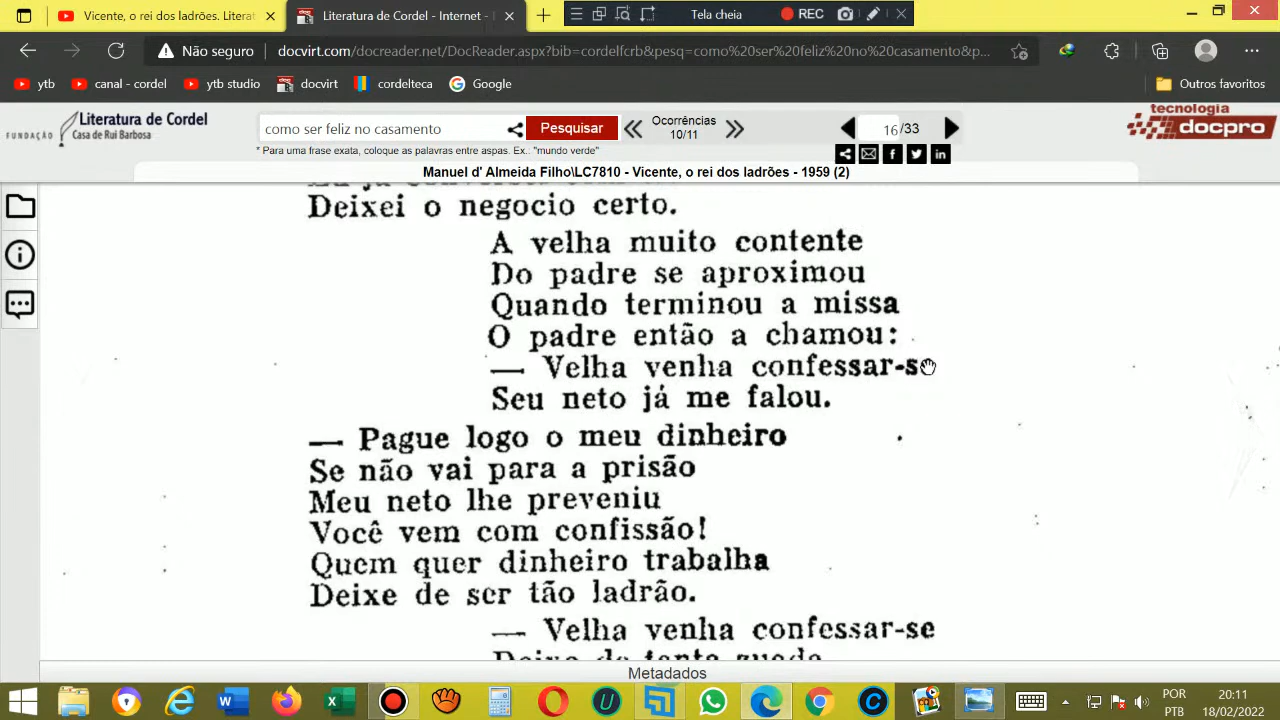 Vicente, o rei dos ladrões. Literat
Literatura de Cordel - Internet - I
Tela cheia
REC
Não seguro
docvirt.com/docreader.net/DocReader.aspx?bib=cordelfcrb&pesq=como%20ser%20feliz%20no%20casamento&p...
ytb
canal - cordel
ytb studio
docvirt
cordelteca
Google
Outros favoritos
FUNDAÇÃO
Literatura de Cordel
Casa de Rui Barbosa
como ser feliz no casamento
Pesquisar
Ocorrências
10/11
16/33
tecnologia
docpro
* Para uma frase exata, coloque as palavras entre aspas. Ex.: "mundo verde"
Manuel d' Almeida Filho\LC7810 - Vicente, o rei dos ladrões - 1959 (2)
Deixei o negocio certo.
A velha muito contente
Do padre se aproximou
Quando terminou a missa
O padre então a chamou:
— Velha venha confessar-se
Seu neto já me falou.
— Pague logo o meu dinheiro
Se não vai para a prisão
Meu neto lhe preveniu
Você vem com confissão!
Quem quer dinheiro trabalha
Deixe de ser tão ladrão.
— Velha venha confessar-se
Metadados
POR
PTB
20:11
18/02/2022